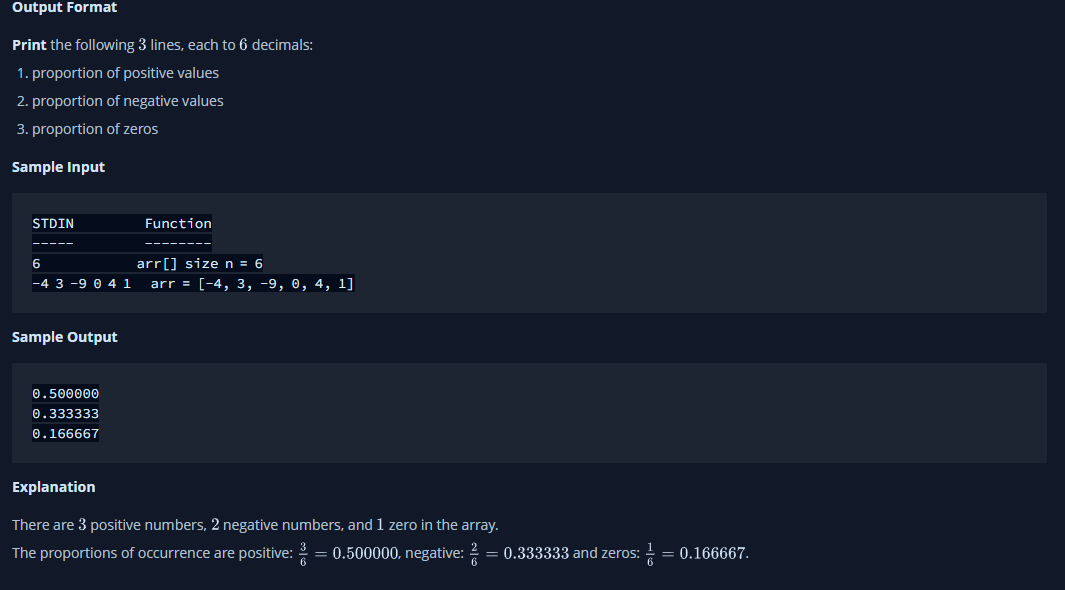 Output Format
Print the following 3 lines, each to 6 decimals:
1. proportion of positive values
2. proportion of negative values
3. proportion of zeros
Sample Input
STDIN           Function
-----           --------
6               arr[] size n = 6
-4 3 -9 0 4 1   arr = [-4, 3, -9, 0, 4, 1]
Sample Output
0.500000
0.333333
0.166667
Explanation
There are 3 positive numbers, 2 negative numbers, and 1 zero in the array.
The proportions of occurrence are positive: 3/6 = 0.500000, negative: 2/6 = 0.333333 and zeros: 1/6 = 0.166667.